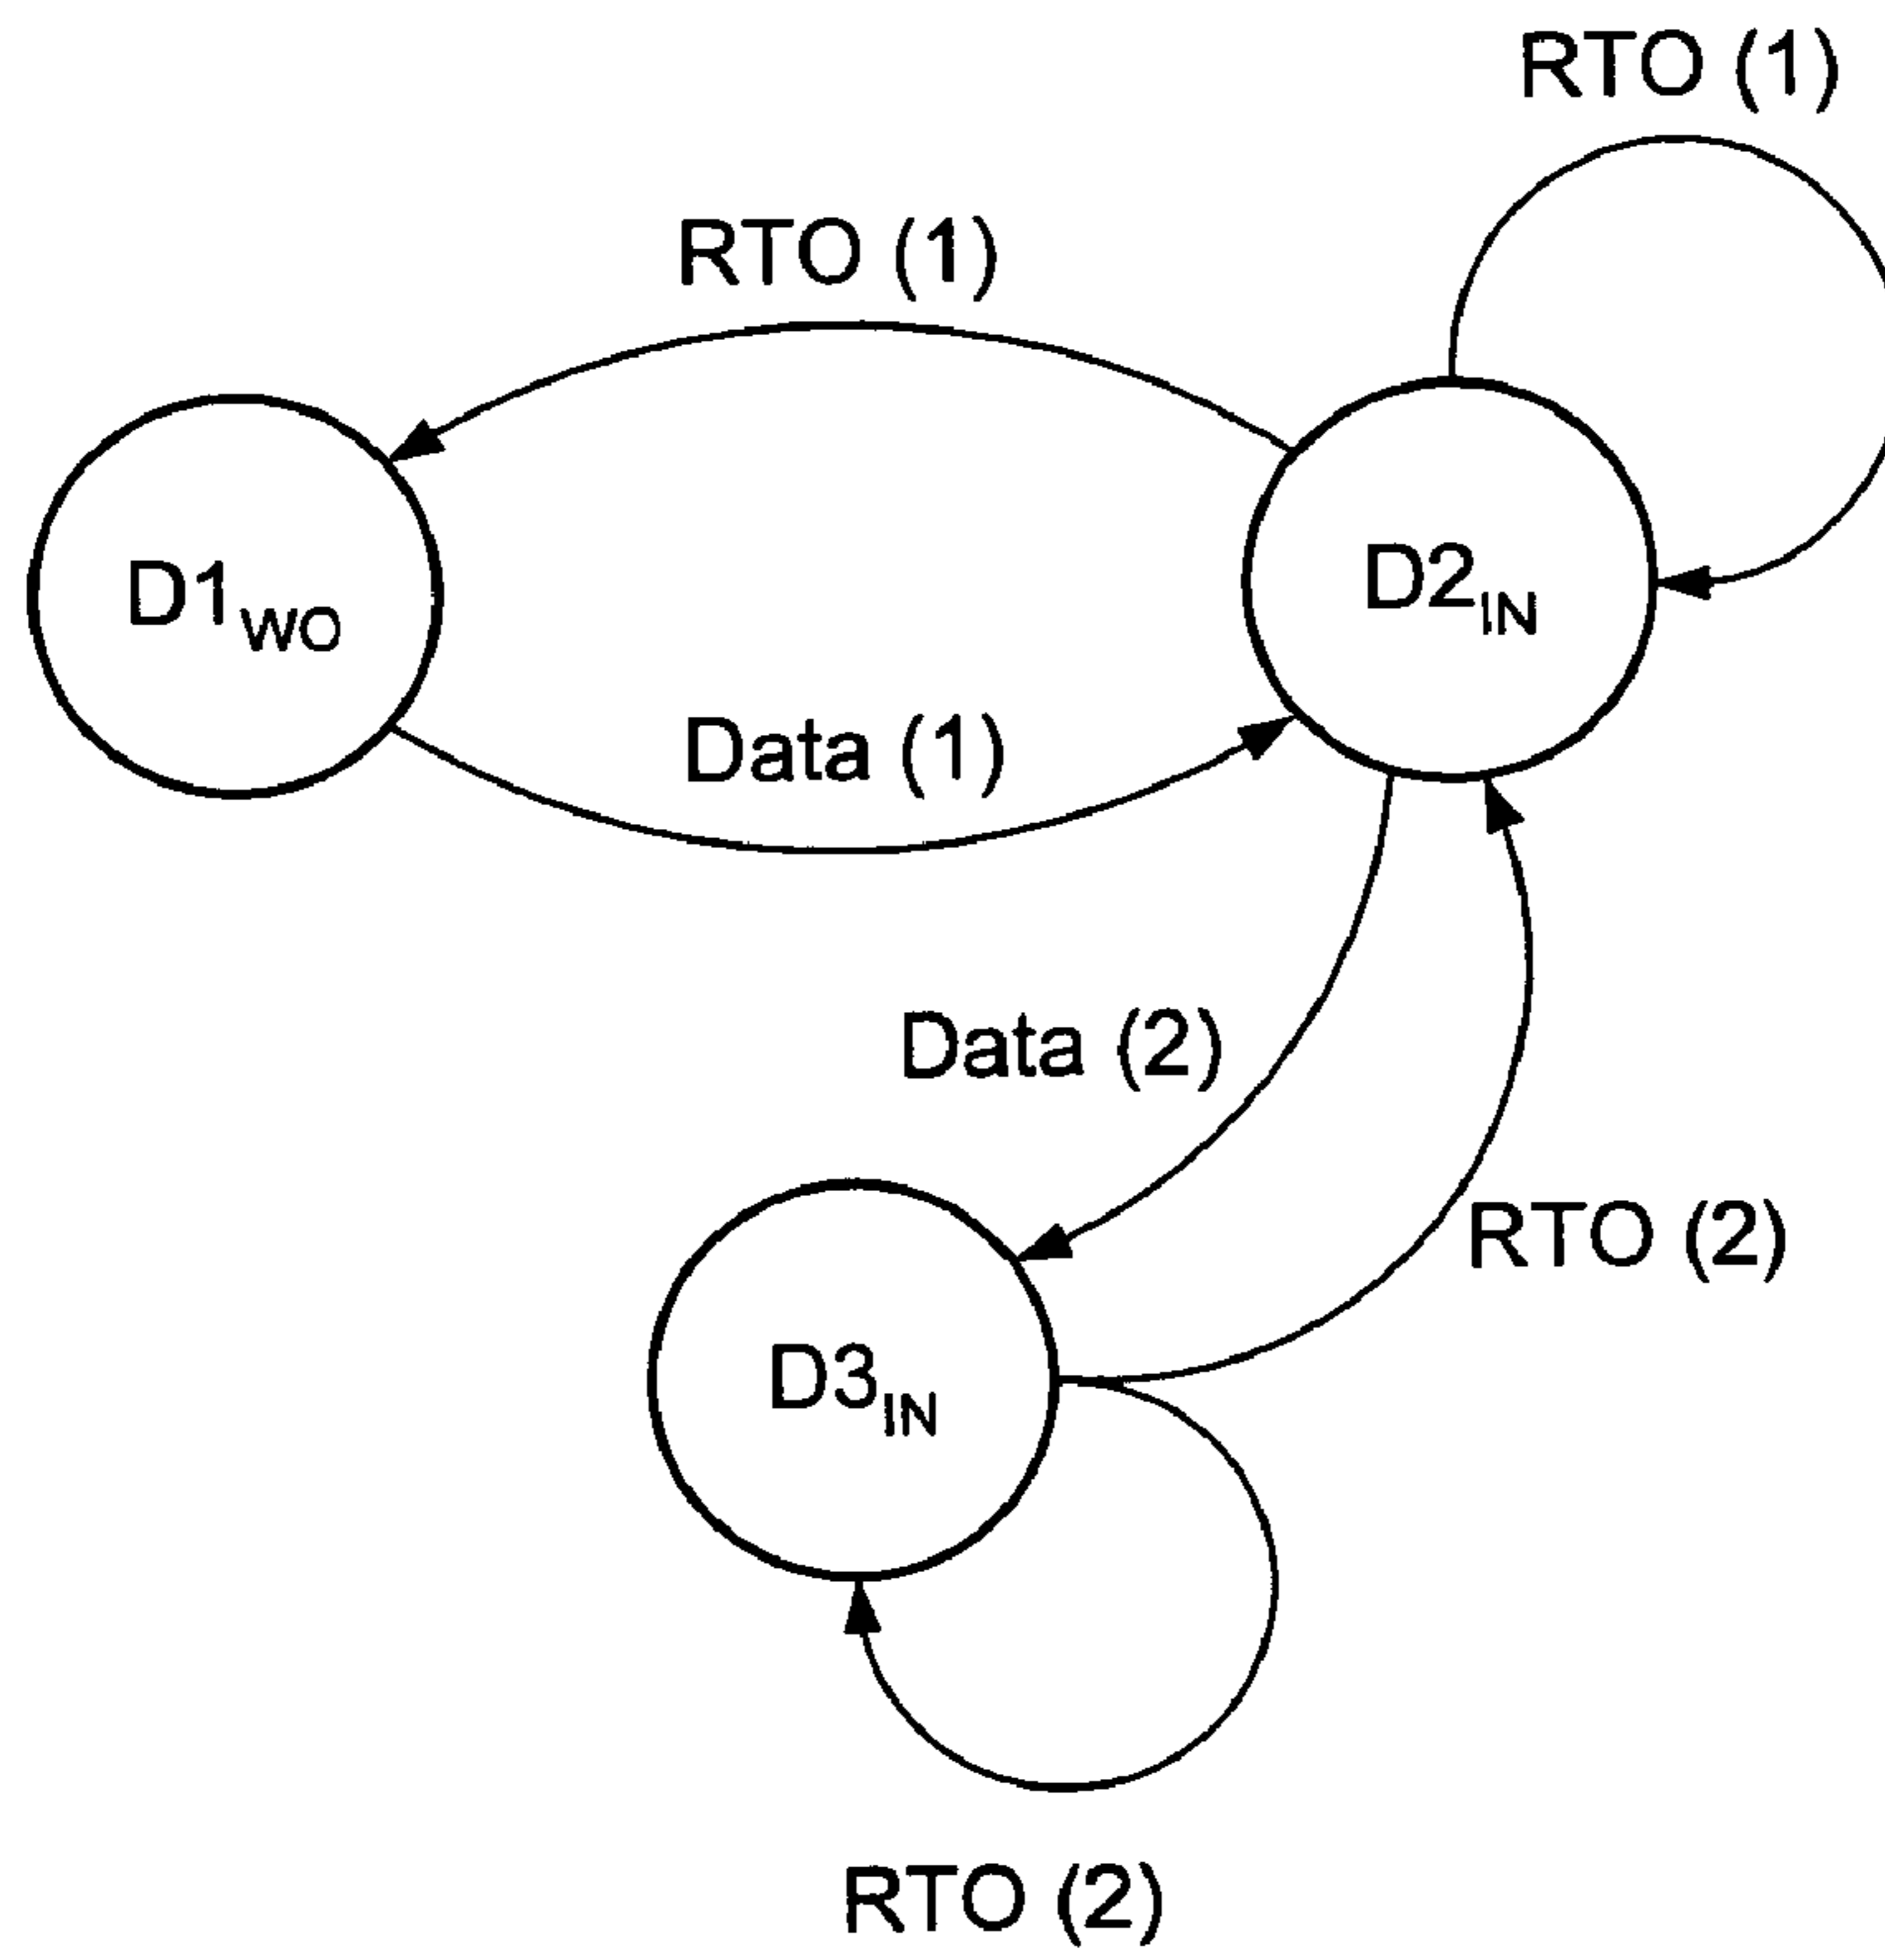 RTO (1)
RTO (1)
D1WO
D2IN
Data (1)
Data (2)
RTO (2)
D3IN
RTO (2)